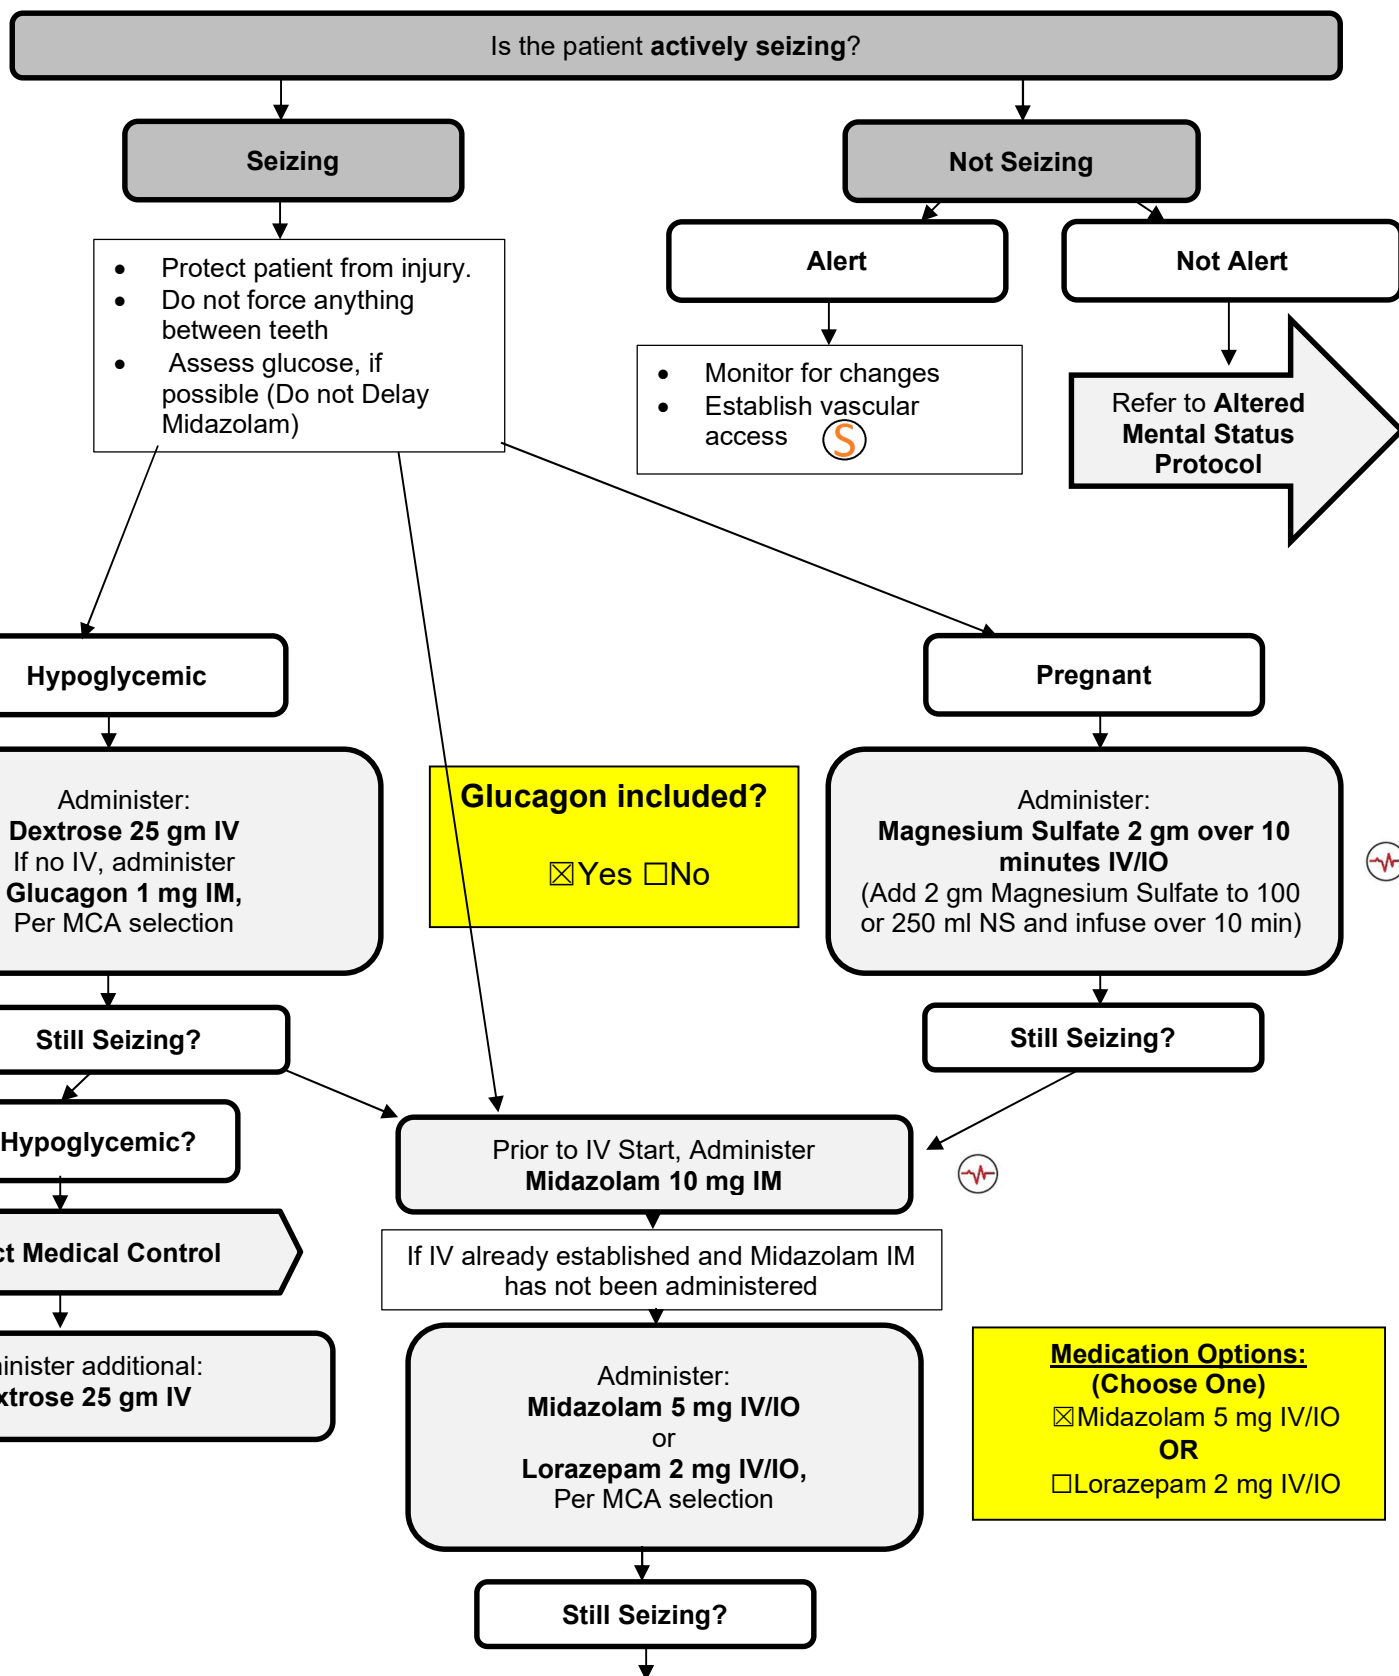 Is the patient actively seizing?
Seizing
Not Seizing
• Protect patient from injury.
• Do not force anything
between teeth
• Assess glucose, if
possible (Do not Delay
Midazolam)
Alert
Not Alert
• Monitor for changes
• Establish vascular
access S
Refer to Altered
Mental Status
Protocol
Hypoglycemic
Pregnant
Administer:
Dextrose 25 gm IV
If no IV, administer
Glucagon 1 mg IM,
Per MCA selection
Glucagon included?
☒Yes ☐No
Administer:
Magnesium Sulfate 2 gm over 10
minutes IV/IO
(Add 2 gm Magnesium Sulfate to 100
or 250 ml NS and infuse over 10 min)
Still Seizing?
Still Seizing?
Hypoglycemic?
Prior to IV Start, Administer
Midazolam 10 mg IM
ct Medical Control
If IV already established and Midazolam IM
has not been administered
inister additional:
xtrose 25 gm IV
Administer:
Midazolam 5 mg IV/IO
or
Lorazepam 2 mg IV/IO,
Per MCA selection
Medication Options:
(Choose One)
☒Midazolam 5 mg IV/IO
OR
☐Lorazepam 2 mg IV/IO
Still Seizing?